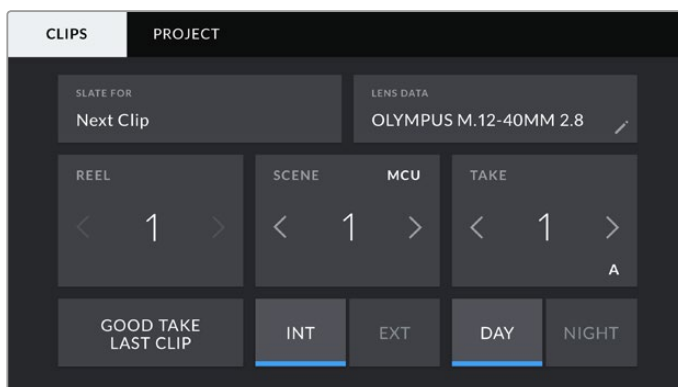 CLIPS PROJECT
SLATE FOR
Next Clip
LENS DATA
OLYMPUS M.12-40MM 2.8
REEL
1
SCENE MCU
1
TAKE
1
A
GOOD TAKE
LAST CLIP
INT EXT
DAY NIGHT